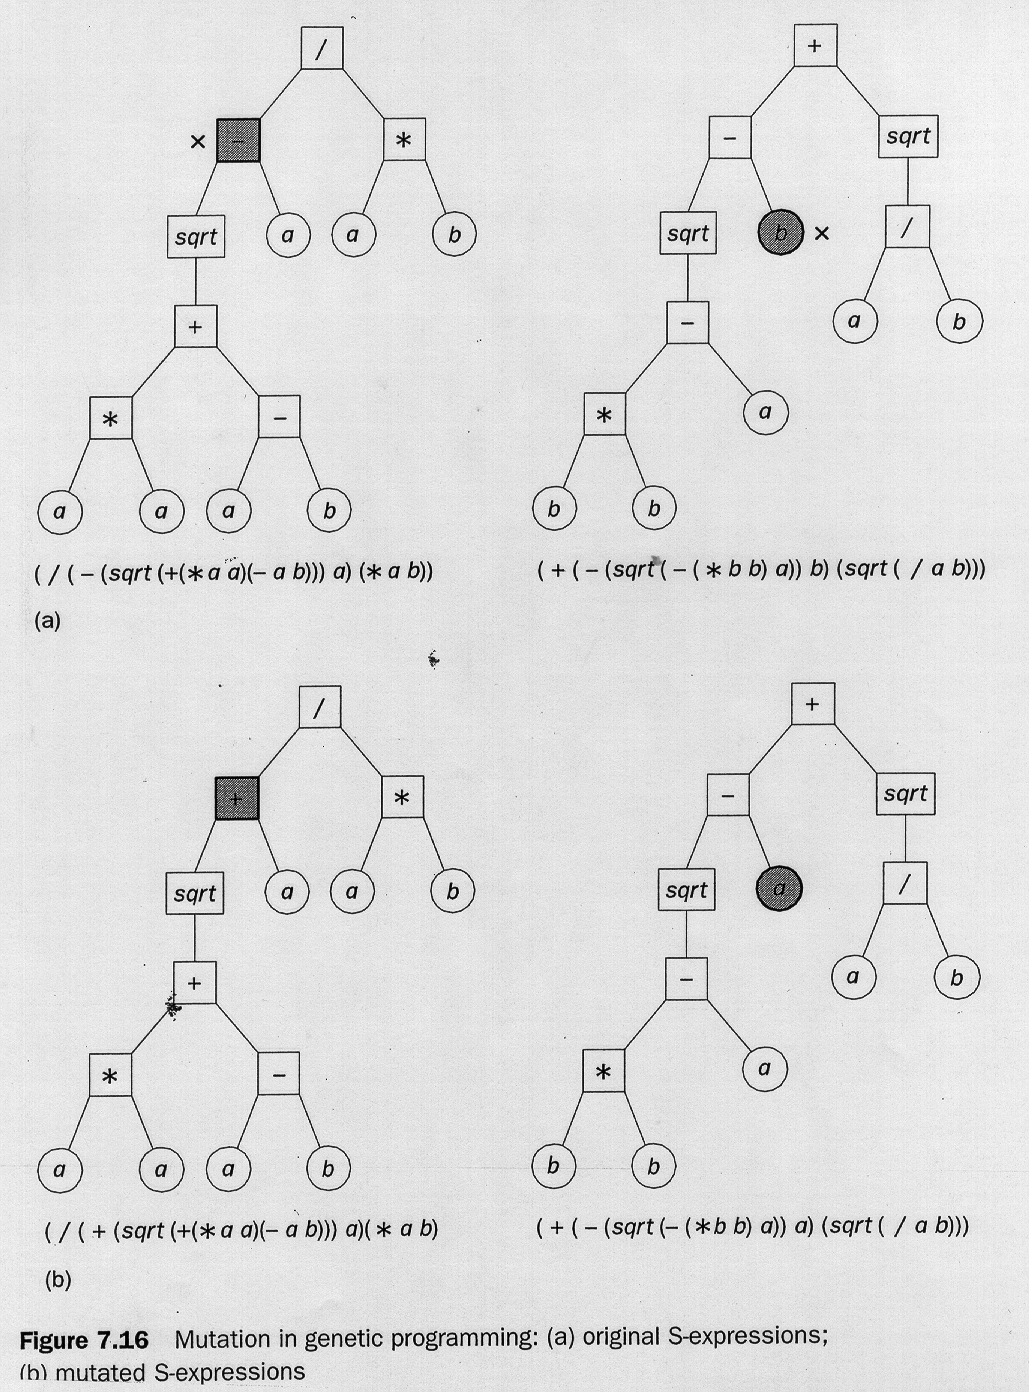 / +
− * − sqrt
sqrt a a b sqrt b /
+ − a b
* − * a
a a a b b b
( / ( − (sqrt (+(* a a)(− a b))) a) (* a b)) ( + ( − (sqrt ( − ( * b b) a)) b) (sqrt ( / a b)))
(a)
/ +
+ * − sqrt
sqrt a a b sqrt a /
+ − a b
* − * a
a a a b b b
( / ( + (sqrt (+(* a a)(− a b))) a)(* a b) ( + ( − (sqrt (− (*b b) a)) a) (sqrt ( / a b)))
(b)
Figure 7.16 Mutation in genetic programming: (a) original S-expressions;
(b) mutated S-expressions